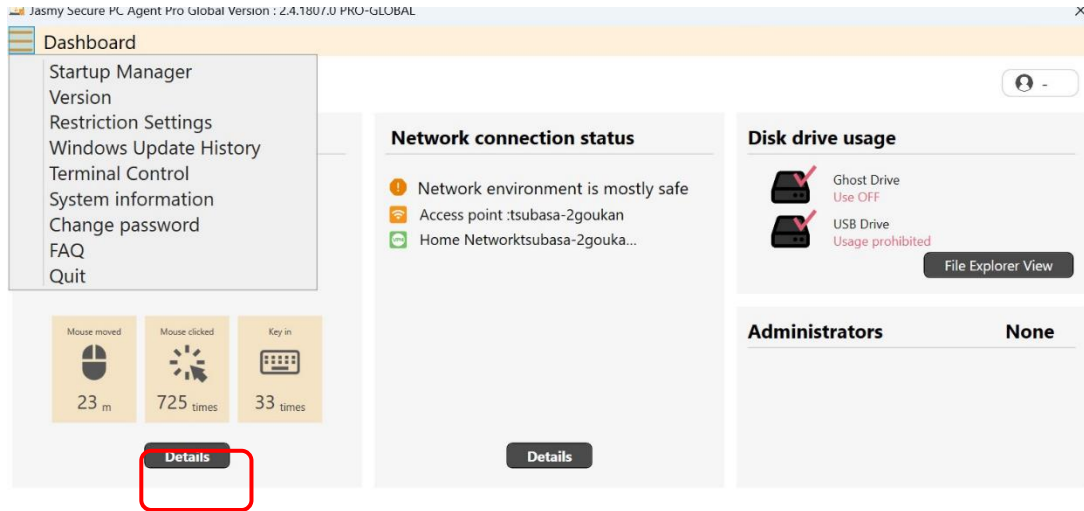 Jasmy Secure PC Agent Pro Global Version : 2.4.1807.0 PRO-GLOBAL
Dashboard
Startup Manager
Version
Restriction Settings
Windows Update History
Terminal Control
System information
Change password
FAQ
Quit
-
Mouse moved
23 m
Mouse clicked
725 times
Key in
33 times
Details
Network connection status
Network environment is mostly safe
Access point :tsubasa-2goukan
Home Networktsubasa-2gouka...
Details
Disk drive usage
Ghost Drive
Use OFF
USB Drive
Usage prohibited
File Explorer View
Administrators None